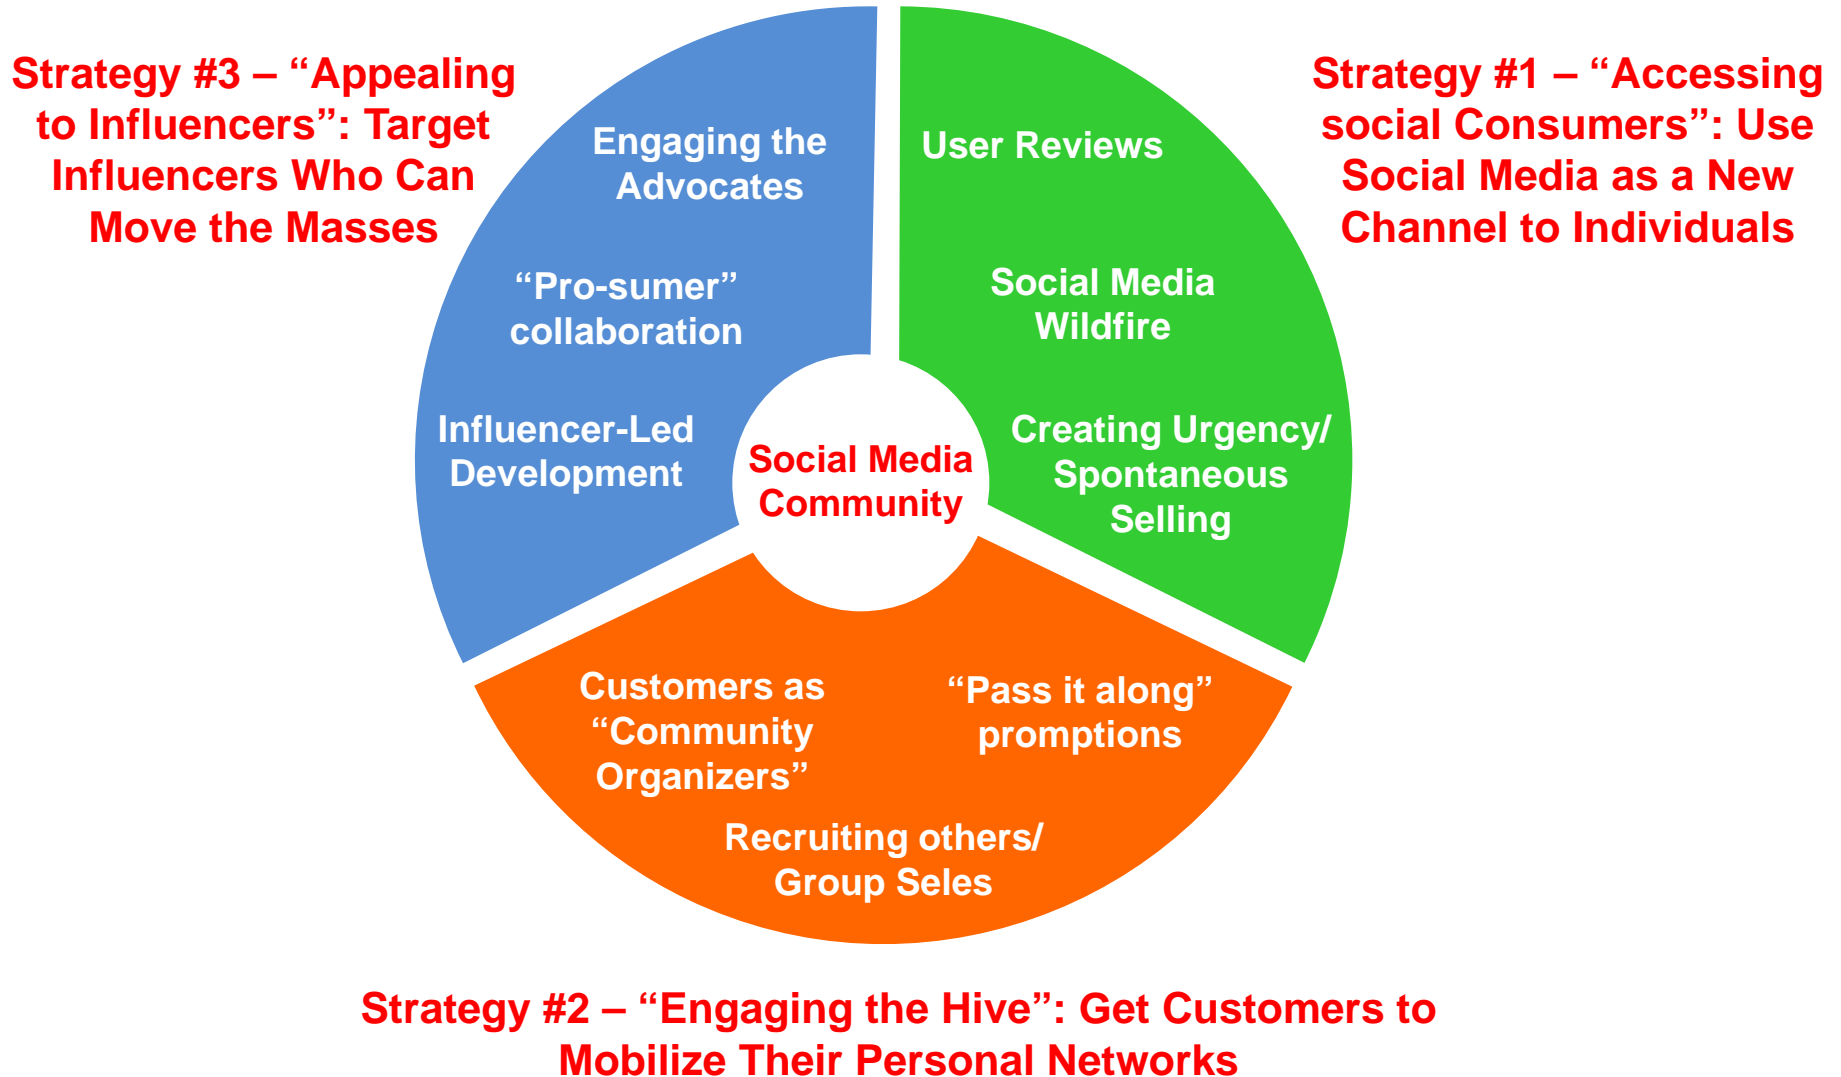 Strategy #3 – “Appealing
to Influencers”: Target
Influencers Who Can
Move the Masses
Strategy #1 – “Accessing
social Consumers”: Use
Social Media as a New
Channel to Individuals
Engaging the
Advocates
“Pro-sumer”
collaboration
Influencer-Led
Development
User Reviews
Social Media
Wildfire
Creating Urgency/
Spontaneous
Selling
Social Media
Community
Customers as
“Community
Organizers”
“Pass it along”
promptions
Recruiting others/
Group Seles
Strategy #2 – “Engaging the Hive”: Get Customers to
Mobilize Their Personal Networks